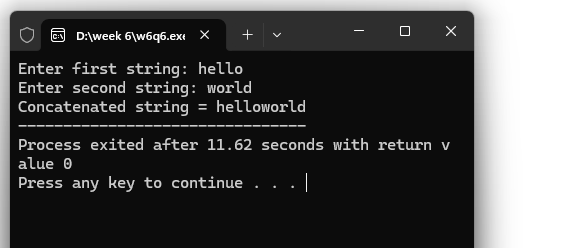 D:\week 6\w6q6.exe
Enter first string: hello
Enter second string: world
Concatenated string = helloworld
--------------------------------
Process exited after 11.62 seconds with return v
alue 0
Press any key to continue . . .